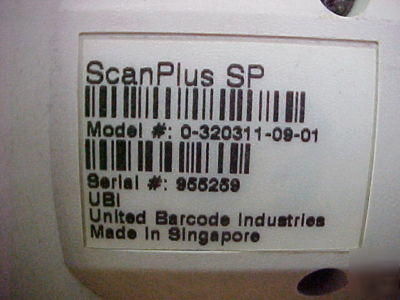 ScanPlus SP
Model #: 0-320311-09-01
Serial #: 955259
UBI
United Barcode Industries
Made in Singapore